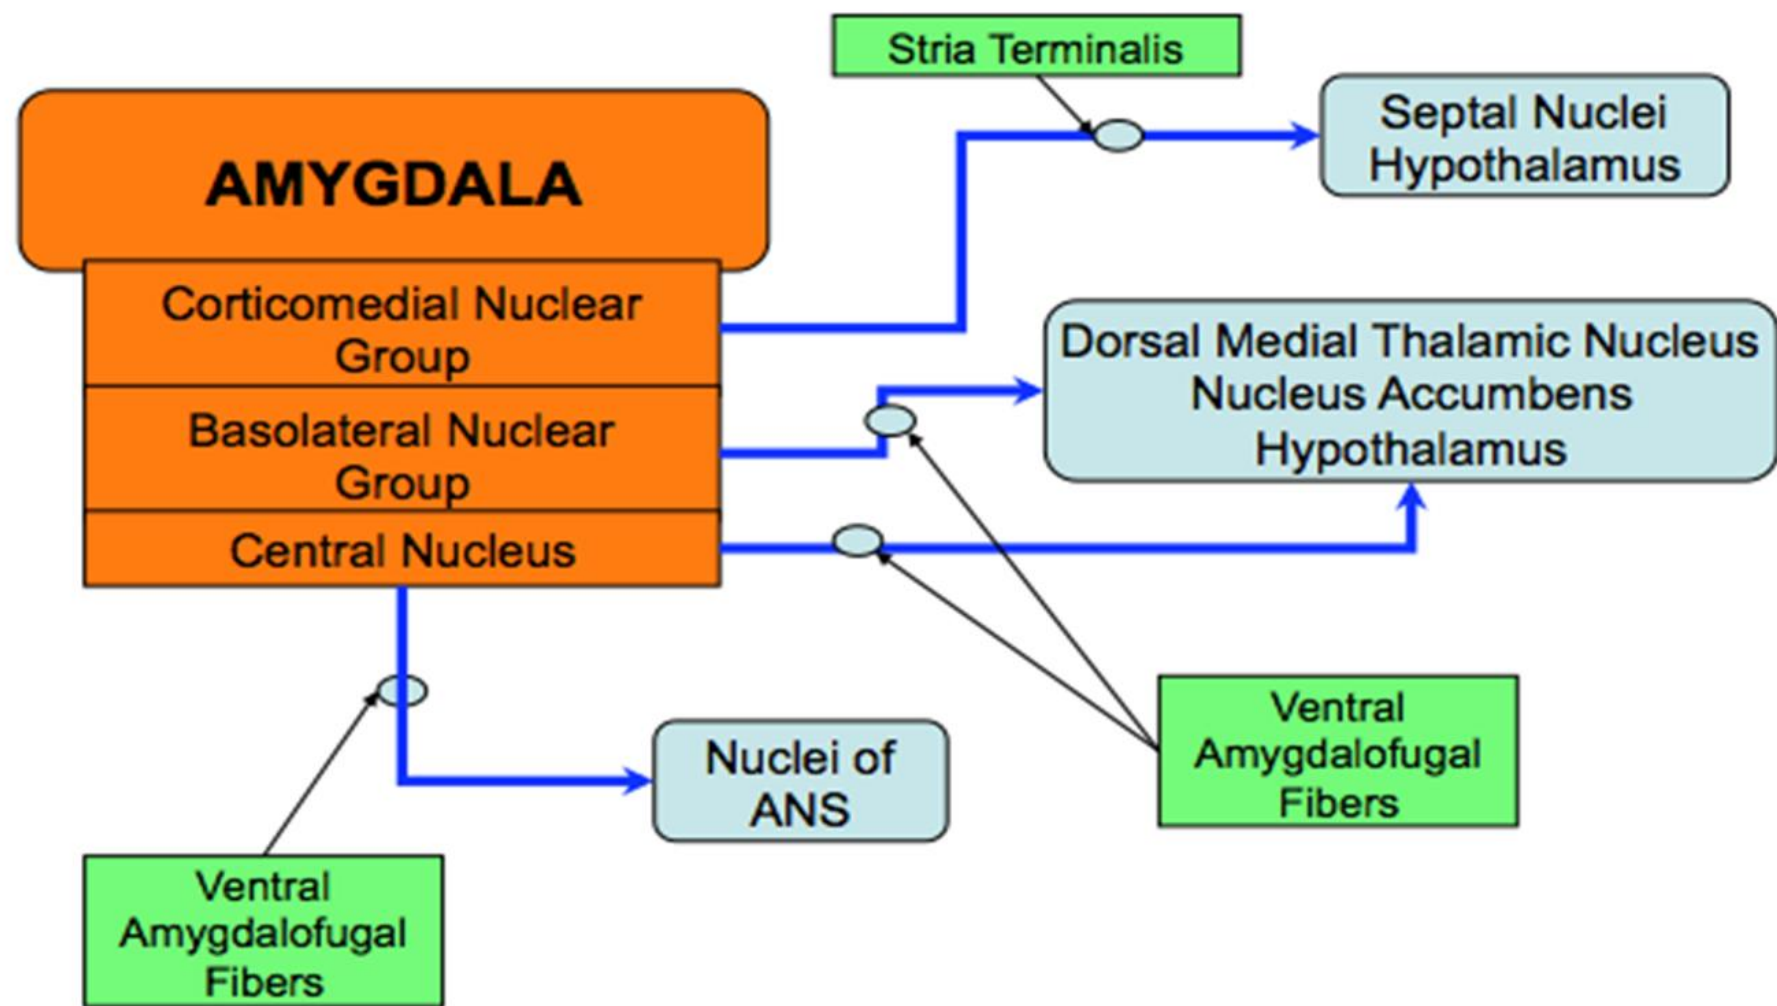 Stria Terminalis
Septal Nuclei
Hypothalamus
AMYGDALA
Corticomedial Nuclear
Group
Basolateral Nuclear
Group
Central Nucleus
Dorsal Medial Thalamic Nucleus
Nucleus Accumbens
Hypothalamus
Nuclei of
ANS
Ventral
Amygdalofugal
Fibers
Ventral
Amygdalofugal
Fibers